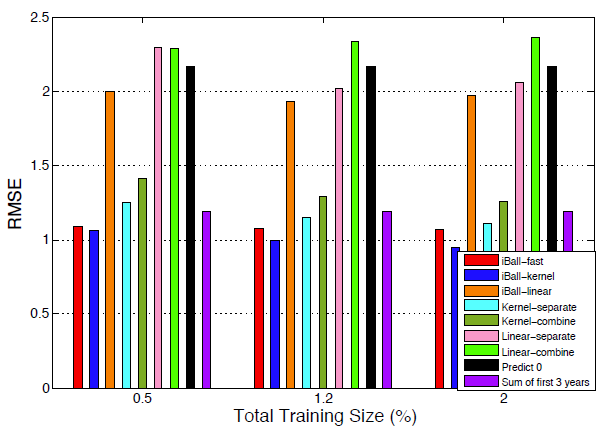 2.5
2
1.5
1
0.5
0
RMSE
0.5
1.2
2
Total Training Size (%)
iBall-fast
iBall-kernel
iBall-linear
Kernel-separate
Kernel-combine
Linear-separate
Linear-combine
Predict 0
Sum of first 3 years